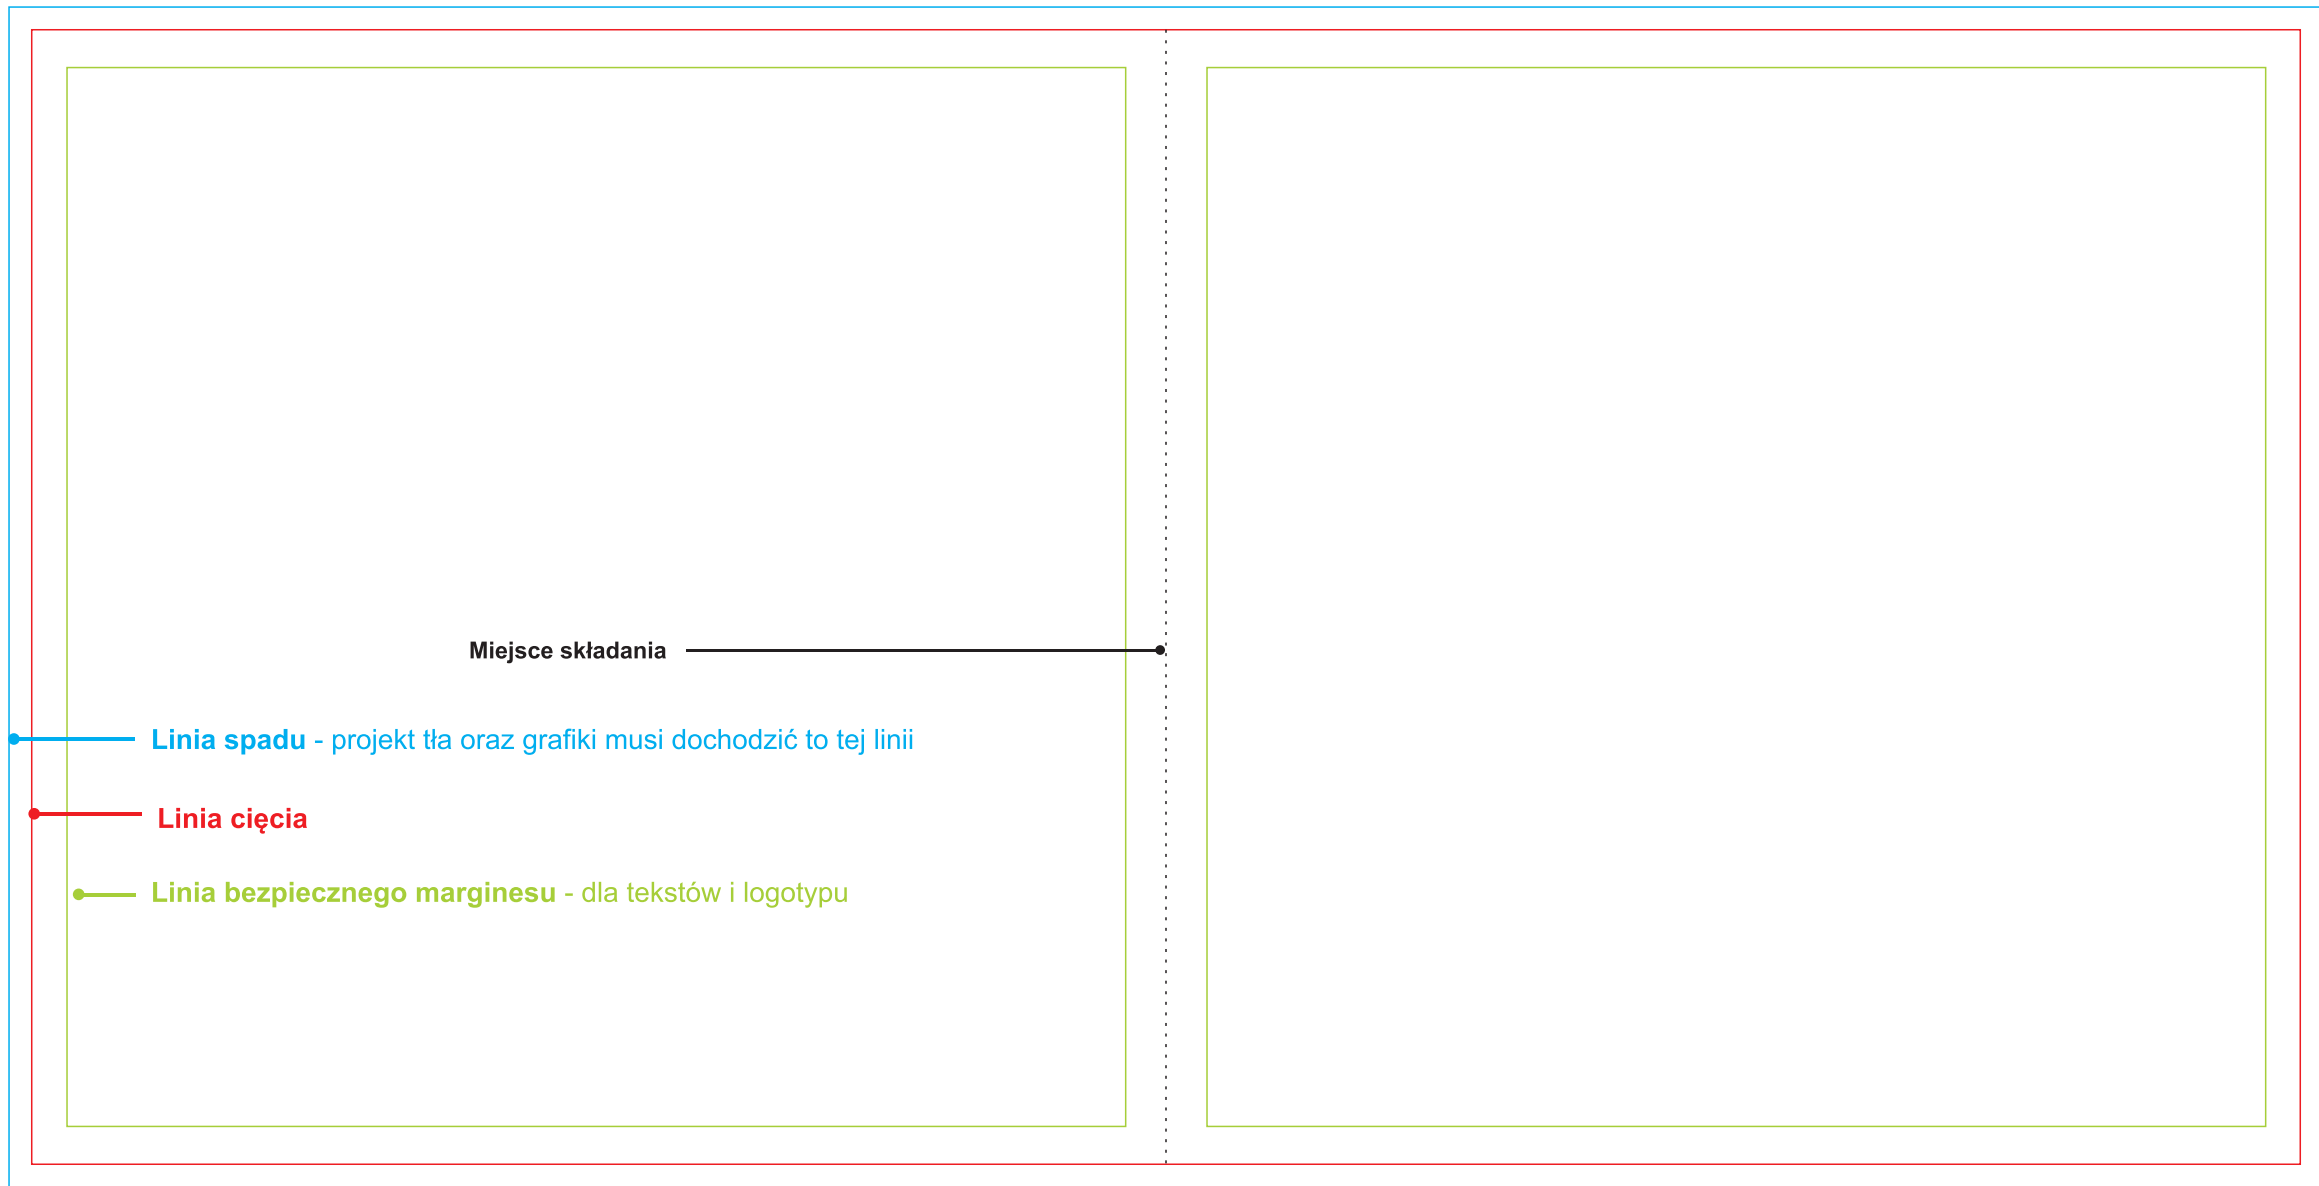 Miejsce składania
Linia spadu - projekt tła oraz grafiki musi dochodzić to tej linii
Linia cięcia
Linia bezpiecznego marginesu - dla tekstów i logotypu